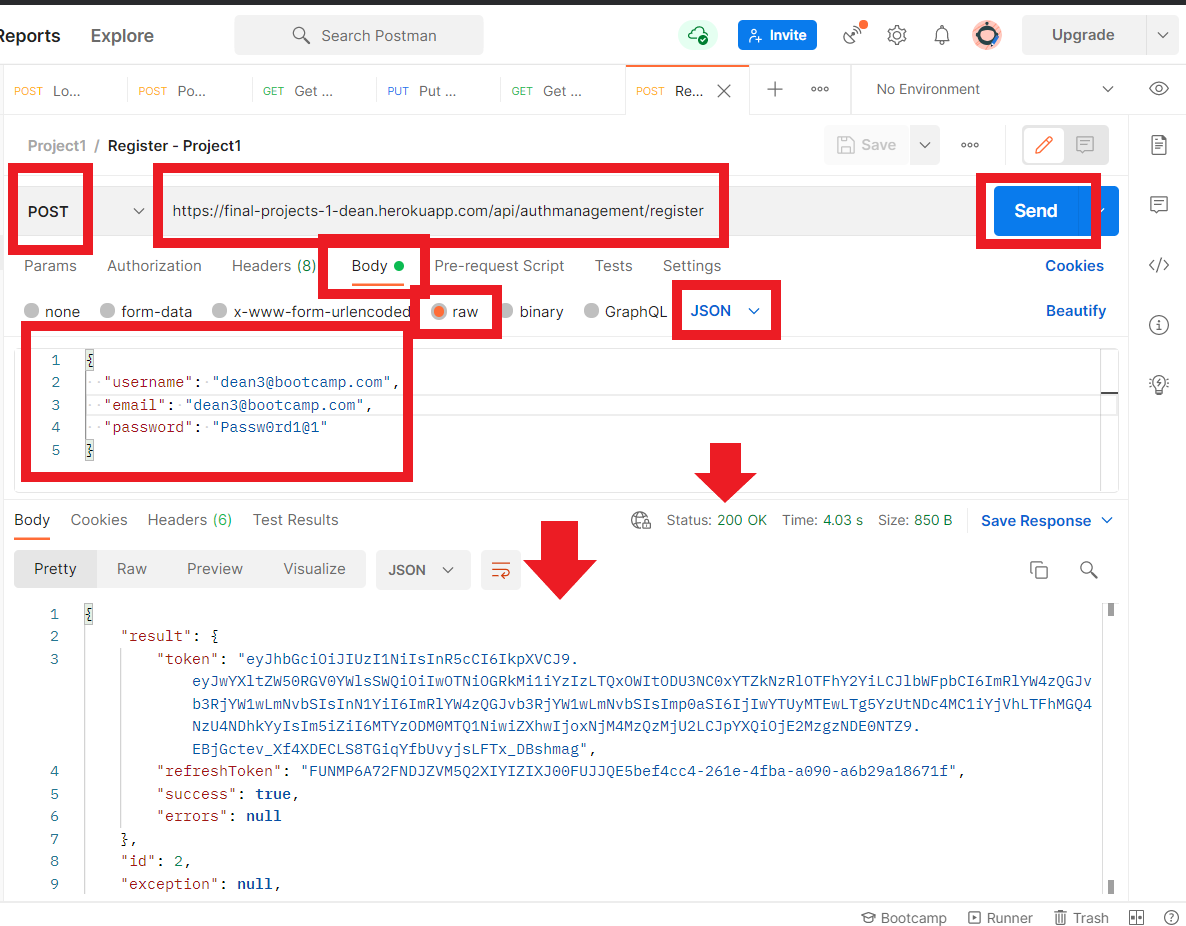 Reports Explore Search Postman Invite Upgrade
POST Lo... POST Po... GET Get ... PUT Put ... GET Get ... POST Re... No Environment
Project1 / Register - Project1 Save
POST https://final-projects-1-dean.herokuapp.com/api/authmanagement/register Send
Params Authorization Headers (8) Body Pre-request Script Tests Settings Cookies
none form-data x-www-form-urlencoded raw binary GraphQL JSON Beautify
1 {
2 "username": "dean3@bootcamp.com",
3 "email": "dean3@bootcamp.com",
4 "password": "Passw0rd1@1"
5 }
Body Cookies Headers (6) Test Results Status: 200 OK Time: 4.03 s Size: 850 B Save Response
Pretty Raw Preview Visualize JSON
1 {
2 "result": {
3 "token": "eyJhbGciOiJIUzI1NiIsInR5cCI6IkpXVCJ9.
eyJwYXltZW50RGV0YWlsSWQiOiIwOTNiOGRkMi1iYzIzLTQxOWItODU3NC0xYTZkNzRlOTFhY2YiLCJlbWFpbCI6ImRlYW4zQGJv
b3RjYW1wLmNvbSIsInN1YiI6ImRlYW4zQGJvb3RjYW1wLmNvbSIsImp0aSI6IjIwYTUyMTEwLTg5YzUtNDc4MC1iYjVhLTFhMGQ4
NzU4NDhkYyIsIm5iZiI6MTYzODM0MTQ1NiwiZXhwIjoxNjM4MzQzMjU2LCJpYXQiOjE2MzgzNDE0NTZ9.
EBjGctev_Xf4XDECLS8TGiqYfbUvyjsLFTx_DBshmag",
4 "refreshToken": "FUNMP6A72FNDJZVM5Q2XIYIZIXJ00FUJJQE5bef4cc4-261e-4fba-a090-a6b29a18671f",
5 "success": true,
6 "errors": null
7 },
8 "id": 2,
9 "exception": null,
Bootcamp Runner Trash